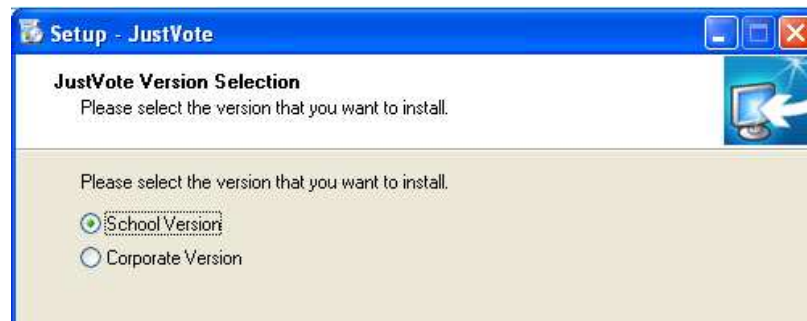 Setup - JustVote
JustVote Version Selection
Please select the version that you want to install.
Please select the version that you want to install.
School Version
Corporate Version